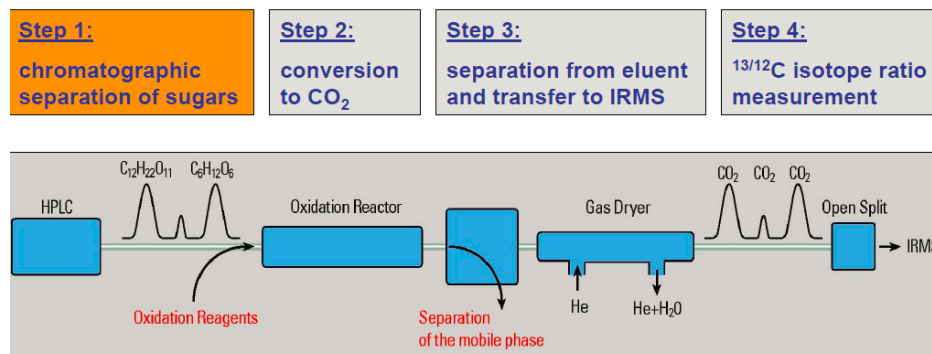 Step 1:
chromatographic
separation of sugars
Step 2:
conversion
to CO₂
Step 3:
separation from eluent
and transfer to IRMS
Step 4:
¹³/¹²C isotope ratio
measurement
C₁₂H₂₂O₁₁
C₆H₁₂O₆
CO₂
CO₂
CO₂
HPLC
Oxidation Reactor
Gas Dryer
Open Split
IRMS
Oxidation Reagents
Separation
of the mobile phase
He
He+H₂O